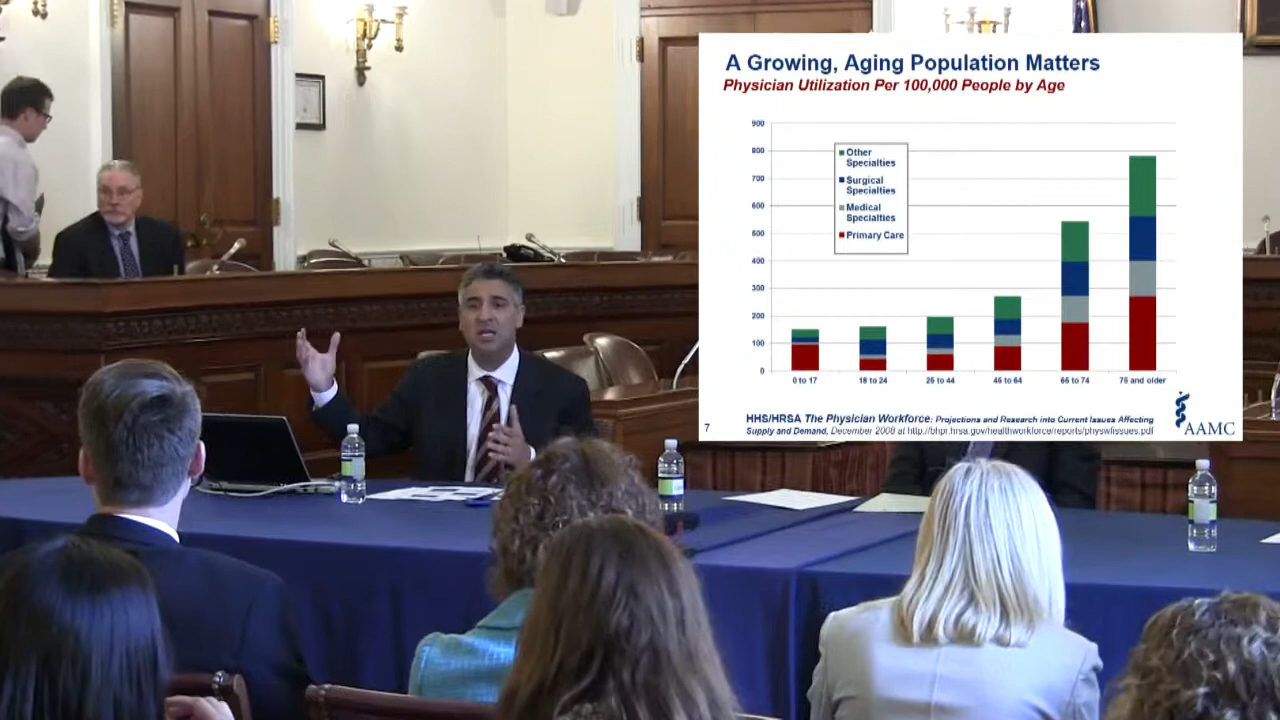 A Growing, Aging Population Matters
Physician Utilization Per 100,000 People by Age
900
800
700
600
500
400
300
200
100
0
Other
Specialties
Surgical
Specialties
Medical
Specialties
Primary Care
0 to 17
18 to 24
25 to 44
45 to 64
65 to 74
75 and older
HHS/HRSA The Physician Workforce: Projections and Research into Current Issues Affecting
Supply and Demand, December 2008 at http://bhpr.hrsa.gov/healthworkforce/reports/physwfissues.pdf
7
AAMC